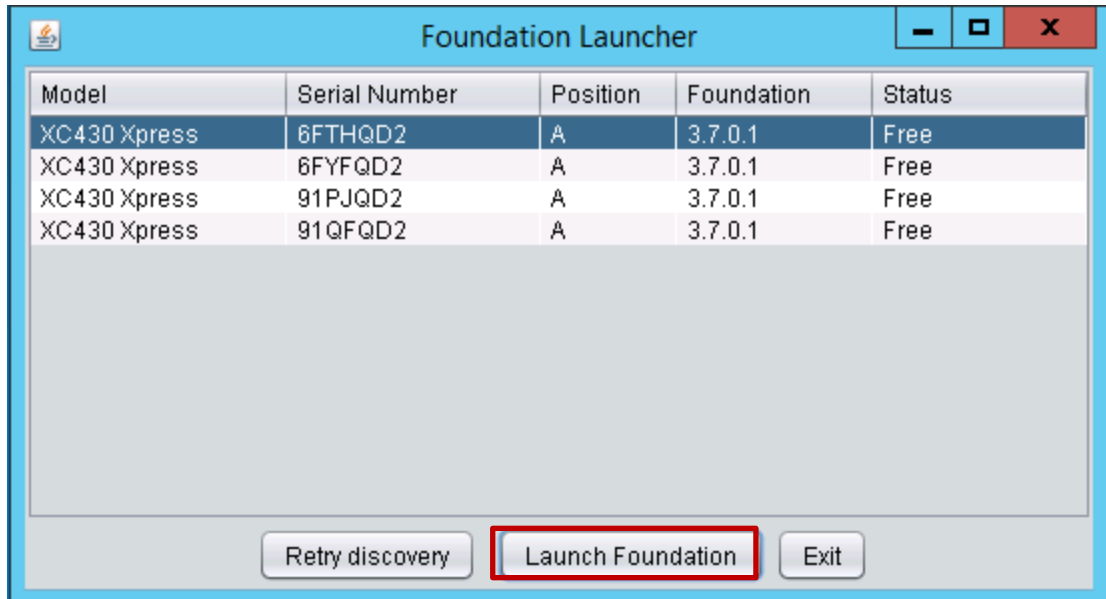 Foundation Launcher
Model Serial Number Position Foundation Status
XC430 Xpress 6FTHQD2 A 3.7.0.1 Free
XC430 Xpress 6FYFQD2 A 3.7.0.1 Free
XC430 Xpress 91PJQD2 A 3.7.0.1 Free
XC430 Xpress 91QFQD2 A 3.7.0.1 Free
Retry discovery Launch Foundation Exit